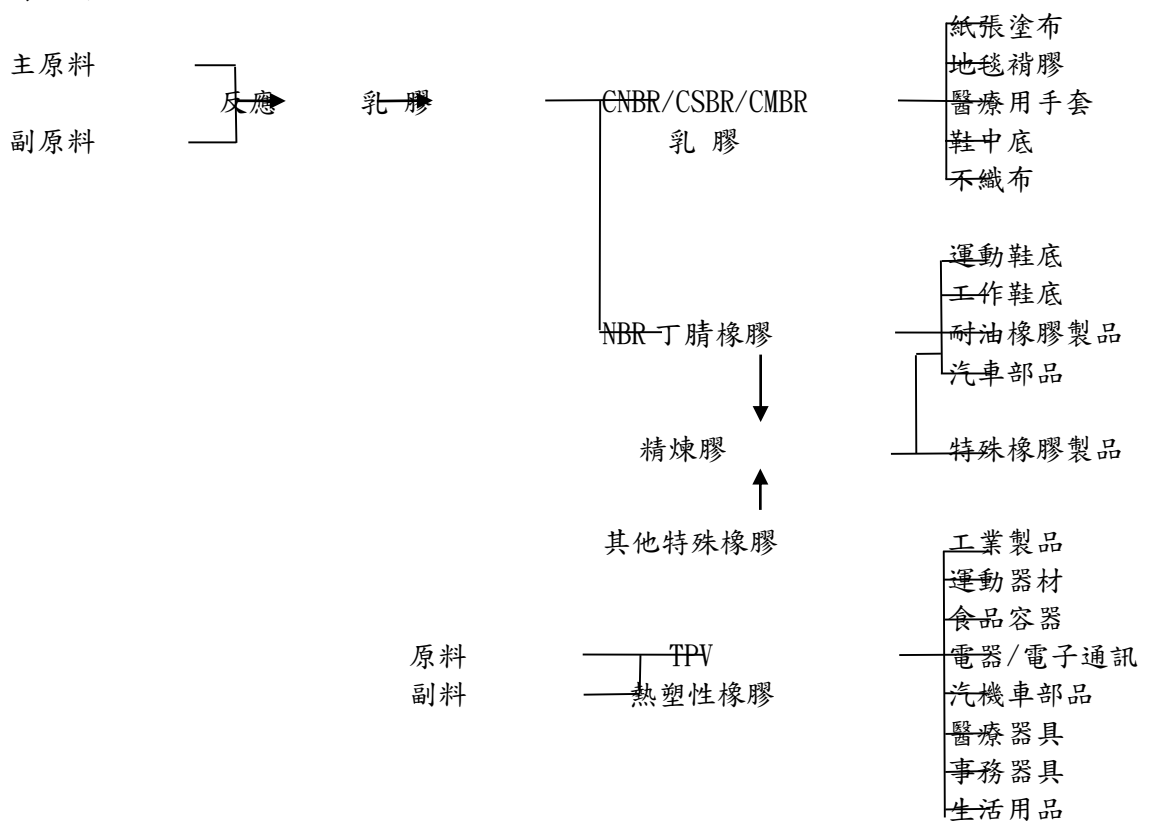 紙張塗布
主原料
地毯褙膠
反應 乳 膠 CNBR/CSBR/CMBR 醫療用手套
副原料 乳 膠 鞋中底
不織布
運動鞋底
工作鞋底
NBR 丁腈橡膠 耐油橡膠製品
汽車部品
精煉膠 特殊橡膠製品
其他特殊橡膠 工業製品
運動器材
食品容器
原料 TPV 電器/電子通訊
副料 熱塑性橡膠 汽機車部品
醫療器具
事務器具
生活用品